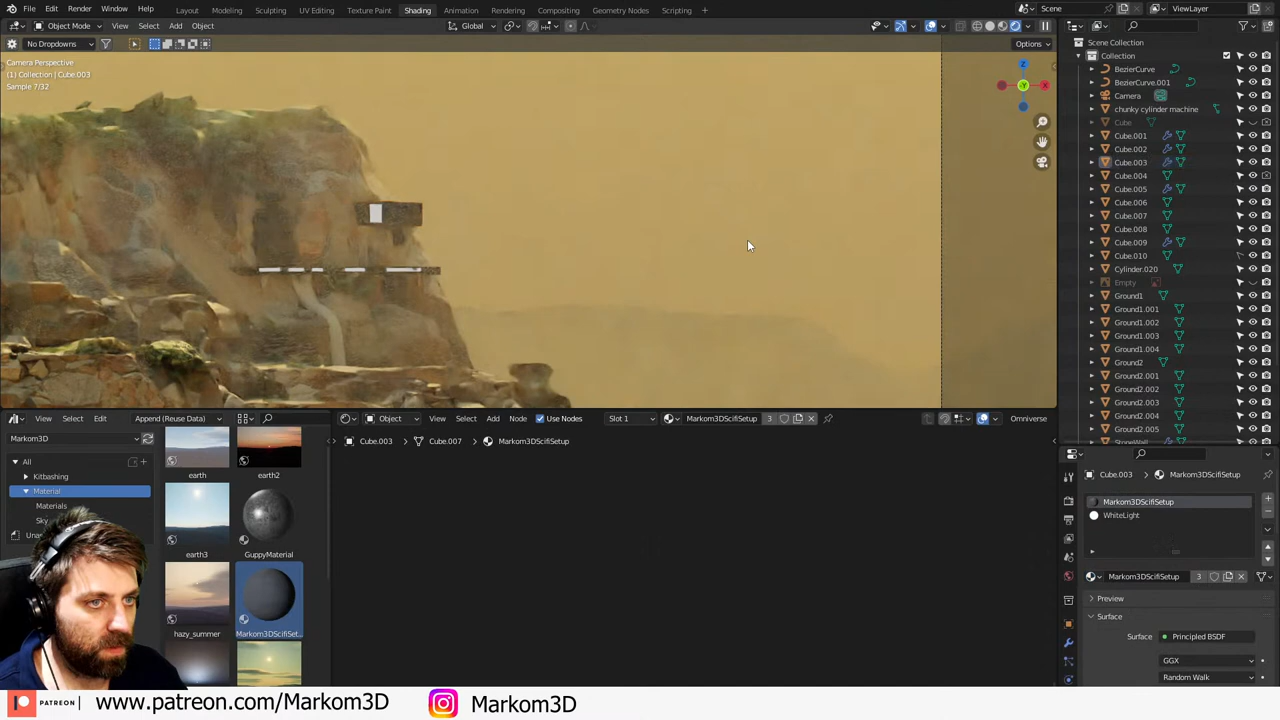 File Edit Render Window Help Layout Modeling Sculpting UV Editing Texture Paint Shading Animation Rendering Compositing Geometry Nodes Scripting Scene ViewLayer
Object Mode View Select Add Object Global
No Dropdowns Options
Camera Perspective
(1) Collection | Cube.003
Sample 7/32
Z
X
Y
Scene Collection
Collection
BezierCurve
BezierCurve.001
Camera
chunky cylinder machine
Cube
Cube.001
Cube.002
Cube.003
Cube.004
Cube.005
Cube.006
Cube.007
Cube.008
Cube.009
Cube.010
Cylinder.020
Empty
Ground1
Ground1.001
Ground1.002
Ground1.003
Ground1.004
Ground2
Ground2.001
Ground2.002
Ground2.003
Ground2.004
Ground2.005
View Select Edit Append (Reuse Data)
Markom3D
All
Kitbashing
Material
Materials
earth
earth2
earth3
GuppyMaterial
hazy_summer
Markom3DScifiSet...
Object View Select Add Node Use Nodes Slot 1 Markom3DScifiSetup 3 Omniverse
Cube.003 Cube.007 Markom3DScifiSetup
Cube.003 Markom3DScifiSetup
Markom3DScifiSetup
WhiteLight
Markom3DScifiSetup 3
Preview
Surface
Surface Principled BSDF
GGX
Random Walk
PATREON www.patreon.com/Markom3D Markom3D